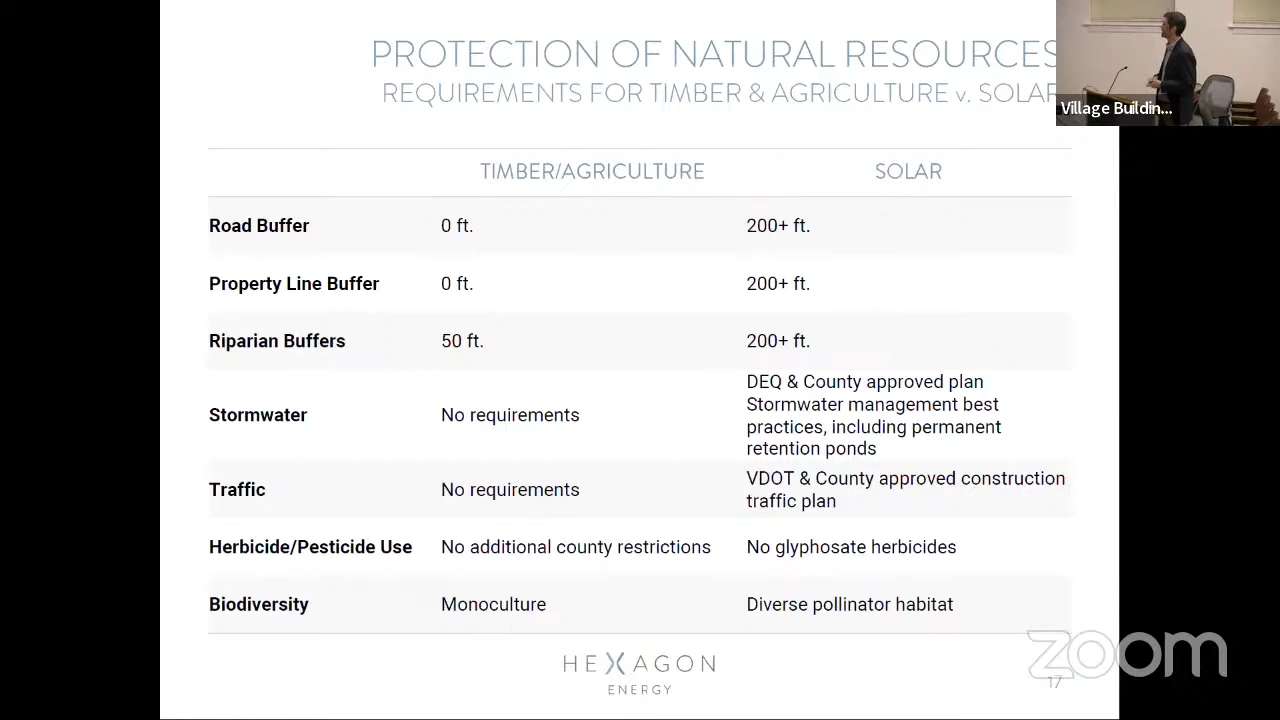 PROTECTION OF NATURAL RESOURCES
REQUIREMENTS FOR TIMBER & AGRICULTURE v. SOLAR
Village Buildin...
TIMBER/AGRICULTURE SOLAR
Road Buffer 0 ft. 200+ ft.
Property Line Buffer 0 ft. 200+ ft.
Riparian Buffers 50 ft. 200+ ft.
Stormwater No requirements DEQ & County approved plan
Stormwater management best
practices, including permanent
retention ponds
Traffic No requirements VDOT & County approved construction
traffic plan
Herbicide/Pesticide Use No additional county restrictions No glyphosate herbicides
Biodiversity Monoculture Diverse pollinator habitat
HEXAGON
ENERGY
zoom
17